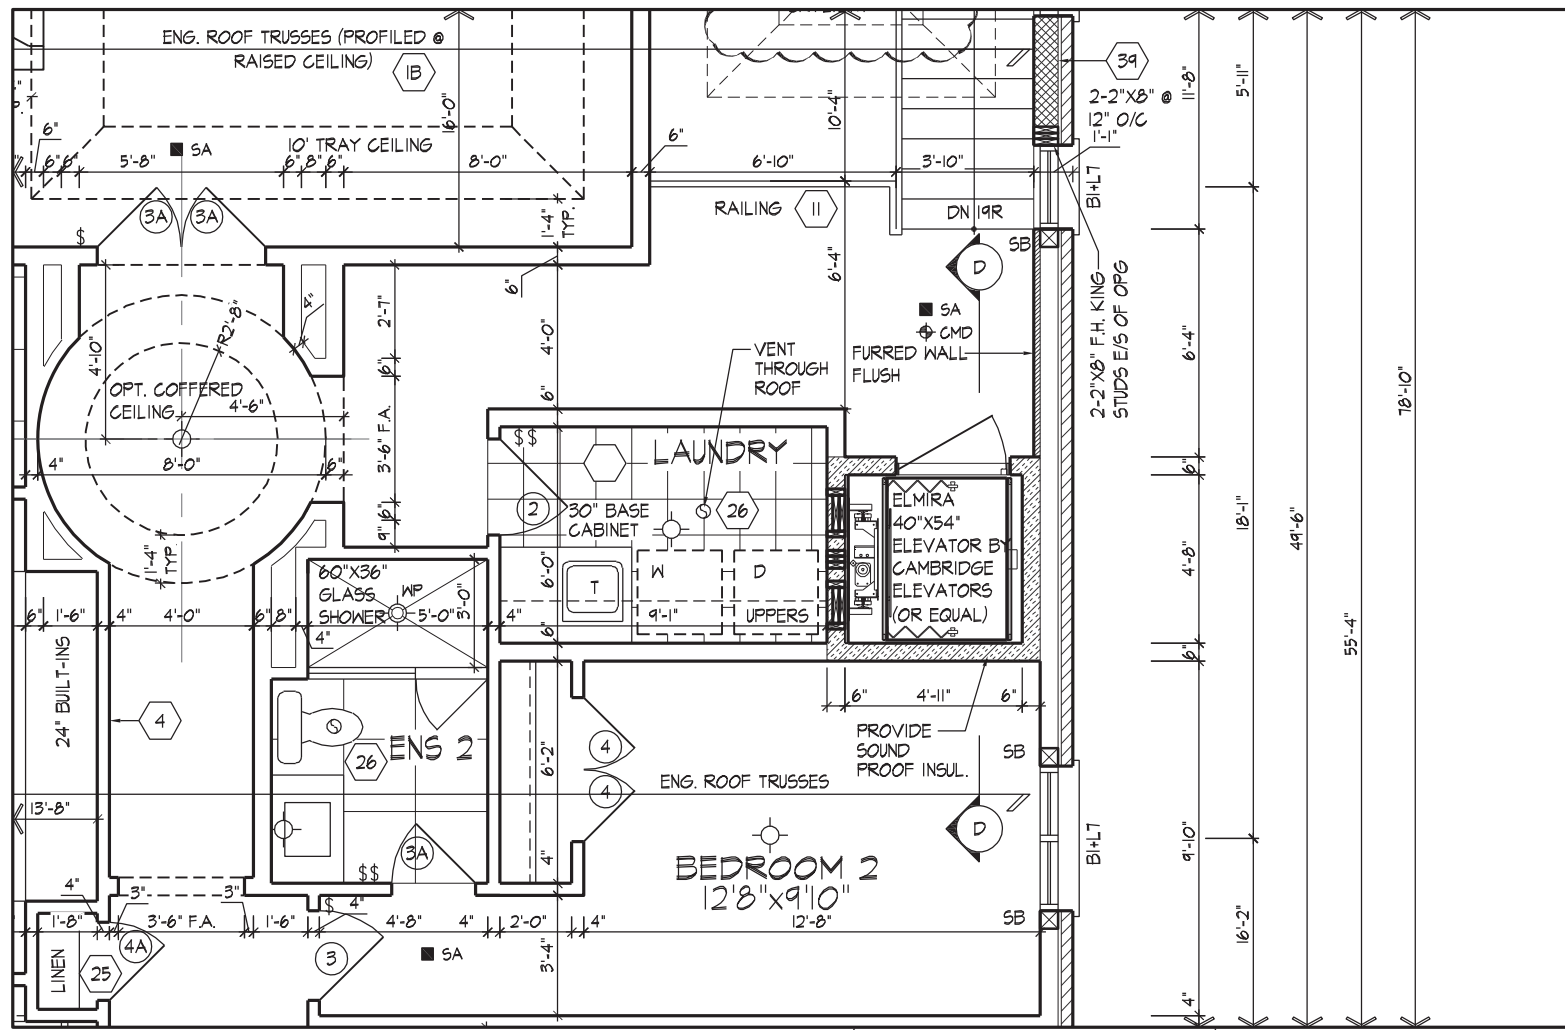 ENG. ROOF TRUSSES (PROFILED @
RAISED CEILING)
1B
16'-0"
10'-4"
39
2-2"X8" @
12" O/C
1'-1"
11'-8"
5'-11"
6"
SA
10' TRAY CEILING
6"
6" 6" 5'-8" 6" 8" 6" 8'-0" 6'-10" 3'-10"
3A 3A
1'-4"
TYP.
RAILING 11
DN 19R
B1+L7
$
SB
D
6"
6'-4"
4"
R2'-8"
2'-7"
4'-0"
SA
CMD
FURRED WALL
FLUSH
2-2"X8" F.H. KING
STUDS E/S OF OPG
6'-4"
VENT
THROUGH
ROOF
4'-10"
OPT. COFFERED
CEILING
4'-6"
6"
6"
78'-10"
3'-6" F.A.
$$
LAUNDRY
4" 8'-0" 6"
6"
2
30" BASE
CABINET
26
ELMIRA
40"X54"
ELEVATOR BY
CAMBRIDGE
ELEVATORS
(OR EQUAL)
6"
9"
18'-1"
49'-6"
4'-8"
1'-4"
TYP.
60"X36"
GLASS
SHOWER
WP
5'-0"
3'-0"
6'-0"
T
W
D
9'-1"
UPPERS
6" 1'-6" 4" 4'-0" 6" 8"
4"
4"
6"
6"
55'-4"
24" BUILT-INS
4
6" 4'-11" 6"
PROVIDE
SOUND
PROOF INSUL.
SB
26
ENS 2
6'-2"
4
4
ENG. ROOF TRUSSES
13'-8"
D
B1+L7
9'-10"
3A
$$
4"
BEDROOM 2
12'8"x9'10"
4"
3" 3"
$ 4"
1'-8" 3'-6" F.A. 1'-6" 4'-8" 4" 2'-0" 4" 12'-8"
SB
16'-2"
LINEN
25
4A
3
SA
3'-4"
4"